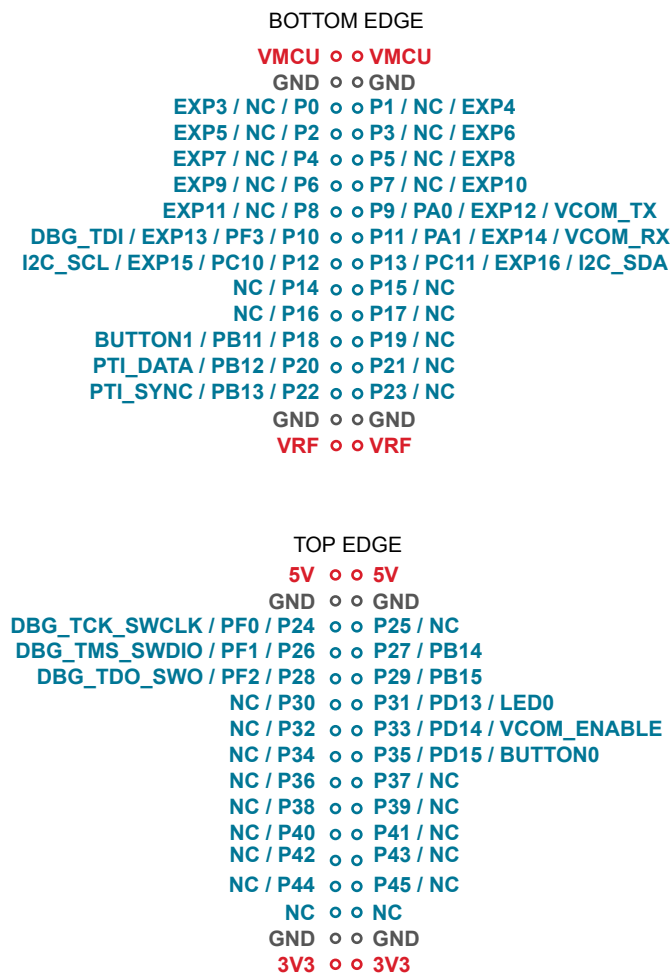 BOTTOM EDGE
VMCU VMCU
GND GND
EXP3 / NC / P0 P1 / NC / EXP4
EXP5 / NC / P2 P3 / NC / EXP6
EXP7 / NC / P4 P5 / NC / EXP8
EXP9 / NC / P6 P7 / NC / EXP10
EXP11 / NC / P8 P9 / PA0 / EXP12 / VCOM_TX
DBG_TDI / EXP13 / PF3 / P10 P11 / PA1 / EXP14 / VCOM_RX
I2C_SCL / EXP15 / PC10 / P12 P13 / PC11 / EXP16 / I2C_SDA
NC / P14 P15 / NC
NC / P16 P17 / NC
BUTTON1 / PB11 / P18 P19 / NC
PTI_DATA / PB12 / P20 P21 / NC
PTI_SYNC / PB13 / P22 P23 / NC
GND GND
VRF VRF
TOP EDGE
5V 5V
GND GND
DBG_TCK_SWCLK / PF0 / P24 P25 / NC
DBG_TMS_SWDIO / PF1 / P26 P27 / PB14
DBG_TDO_SWO / PF2 / P28 P29 / PB15
NC / P30 P31 / PD13 / LED0
NC / P32 P33 / PD14 / VCOM_ENABLE
NC / P34 P35 / PD15 / BUTTON0
NC / P36 P37 / NC
NC / P38 P39 / NC
NC / P40 P41 / NC
NC / P42 P43 / NC
NC / P44 P45 / NC
NC NC
GND GND
3V3 3V3